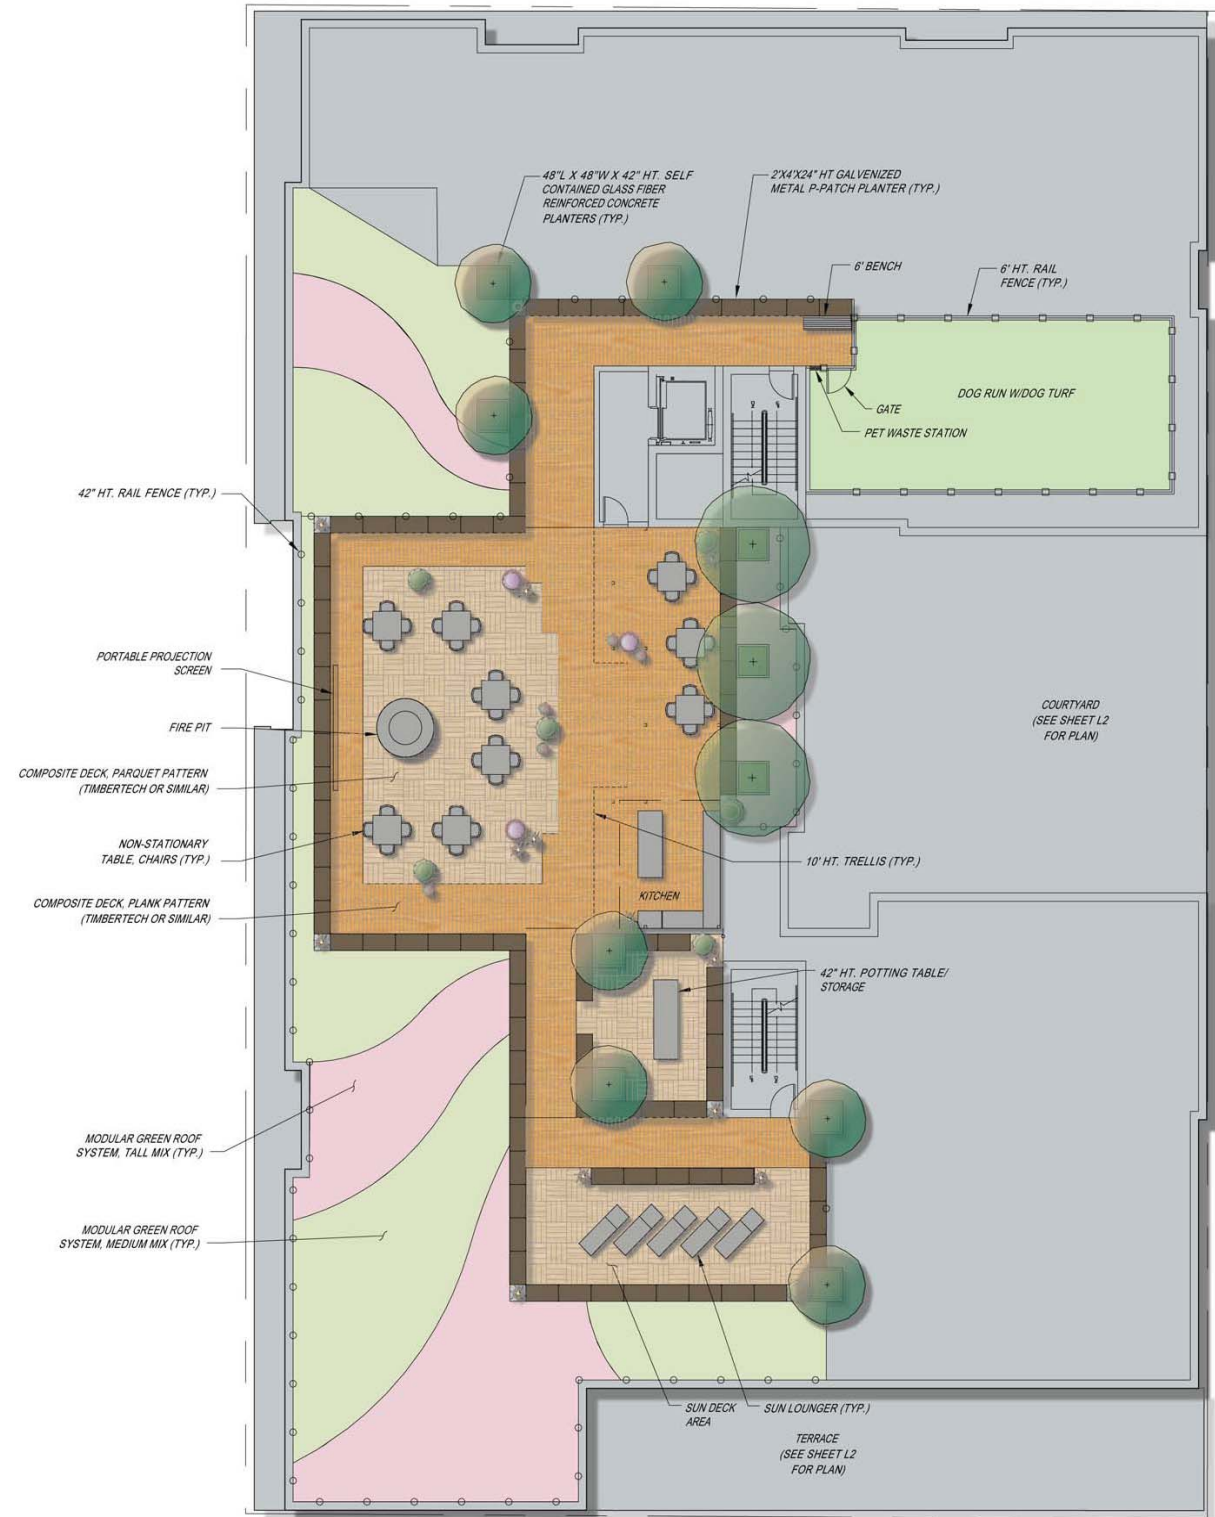 48"L X 48"W X 42" HT. SELF
CONTAINED GLASS FIBER
REINFORCED CONCRETE
PLANTERS (TYP.)
2'X4'X24" HT GALVANIZED
METAL P-PATCH PLANTER (TYP.)
6' BENCH
6' HT. RAIL
FENCE (TYP.)
DOG RUN W/DOG TURF
GATE
PET WASTE STATION
42" HT. RAIL FENCE (TYP.)
PORTABLE PROJECTION
SCREEN
FIRE PIT
COMPOSITE DECK, PARQUET PATTERN
(TIMBERTECH OR SIMILAR)
NON-STATIONARY
TABLE, CHAIRS (TYP.)
COMPOSITE DECK, PLANK PATTERN
(TIMBERTECH OR SIMILAR)
COURTYARD
(SEE SHEET L2
FOR PLAN)
10' HT. TRELLIS (TYP.)
KITCHEN
42" HT. POTTING TABLE/
STORAGE
MODULAR GREEN ROOF
SYSTEM, TALL MIX (TYP.)
MODULAR GREEN ROOF
SYSTEM, MEDIUM MIX (TYP.)
SUN DECK
AREA
SUN LOUNGER (TYP.)
TERRACE
(SEE SHEET L2
FOR PLAN)